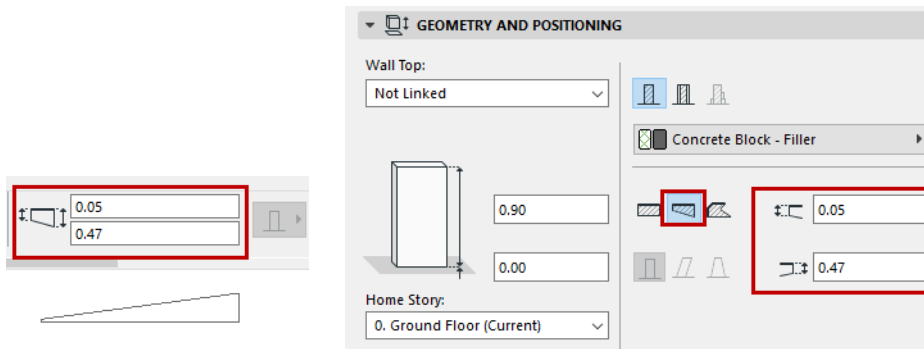 0.05
0.47
GEOMETRY AND POSITIONING
Wall Top:
Not Linked
0.90
0.00
Home Story:
0. Ground Floor (Current)
Concrete Block - Filler
0.05
0.47